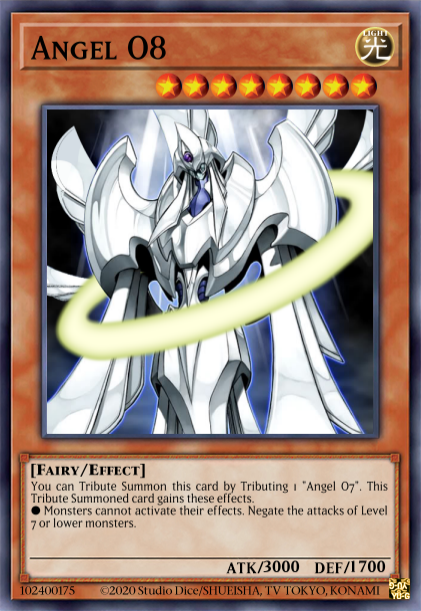 Angel O8
LIGHT
光
[Fairy/Effect]
You can Tribute Summon this card by Tributing 1 "Angel O7". This
Tribute Summoned card gains these effects.
● Monsters cannot activate their effects. Negate the attacks of Level
7 or lower monsters.
ATK/3000 DEF/1700
102400175 ©2020 Studio Dice/SHUEISHA, TV TOKYO, KONAMI